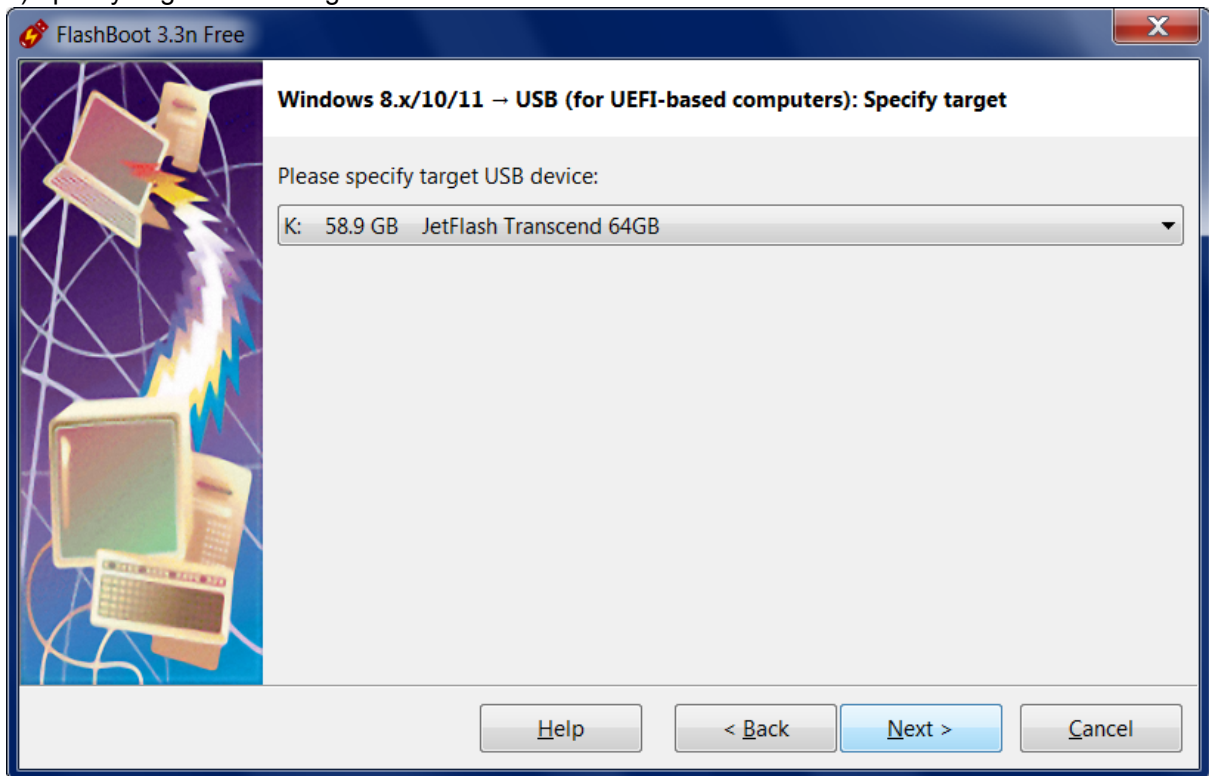 FlashBoot 3.3n Free
X
Windows 8.x/10/11 → USB (for UEFI-based computers): Specify target
Please specify target USB device:
K: 58.9 GB JetFlash Transcend 64GB
Help < Back Next > Cancel